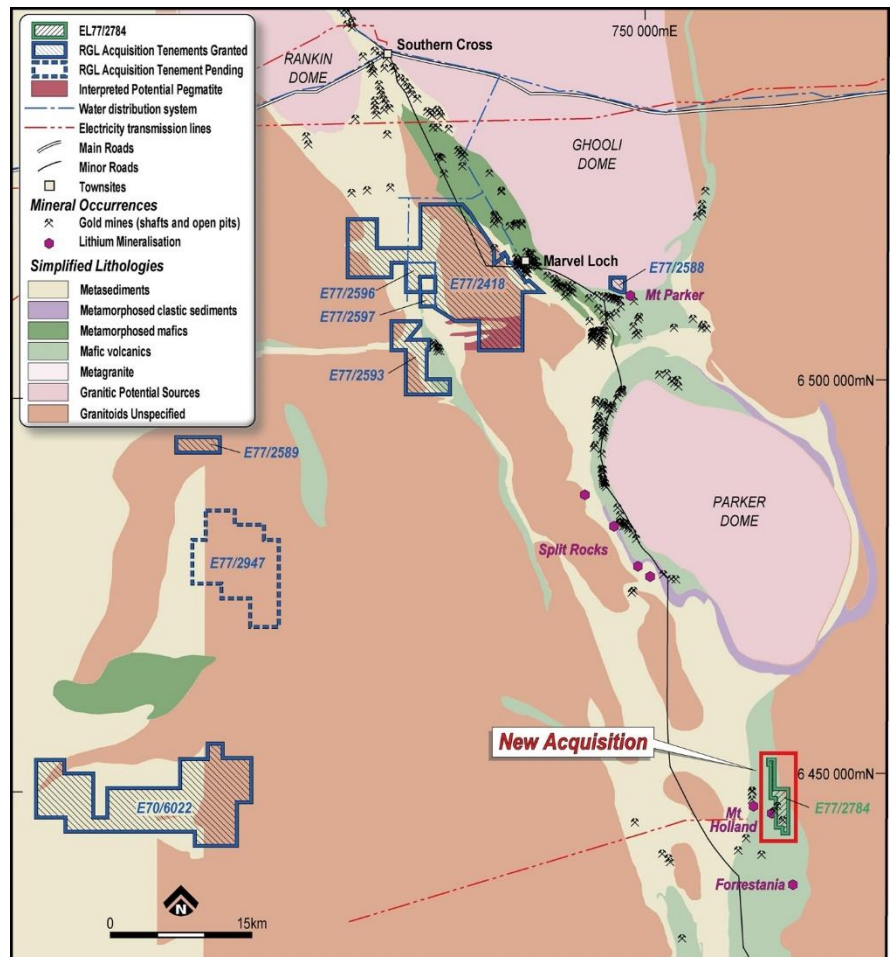 EL77/2784
RGL Acquisition Tenements Granted
RGL Acquisition Tenement Pending
Interpreted Potential Pegmatite
Water distribution system
Electricity transmission lines
Main Roads
Minor Roads
Townsites
Mineral Occurrences
Gold mines (shafts and open pits)
Lithium Mineralisation
Simplified Lithologies
Metasediments
Metamorphosed clastic sediments
Metamorphosed mafics
Mafic volcanics
Metagranite
Granitic Potential Sources
Granitoids Unspecified
750 000mE
Southern Cross
RANKIN
DOME
GHOOLI
DOME
Marvel Loch
E77/2588
Mt Parker
E77/2596
E77/2418
E77/2597
E77/2593
6 500 000mN
E77/2589
PARKER
DOME
Split Rocks
E77/2947
New Acquisition
6 450 000mN
E70/6022
E77/2784
Mt
Holland
Forrestania
N
0
15km